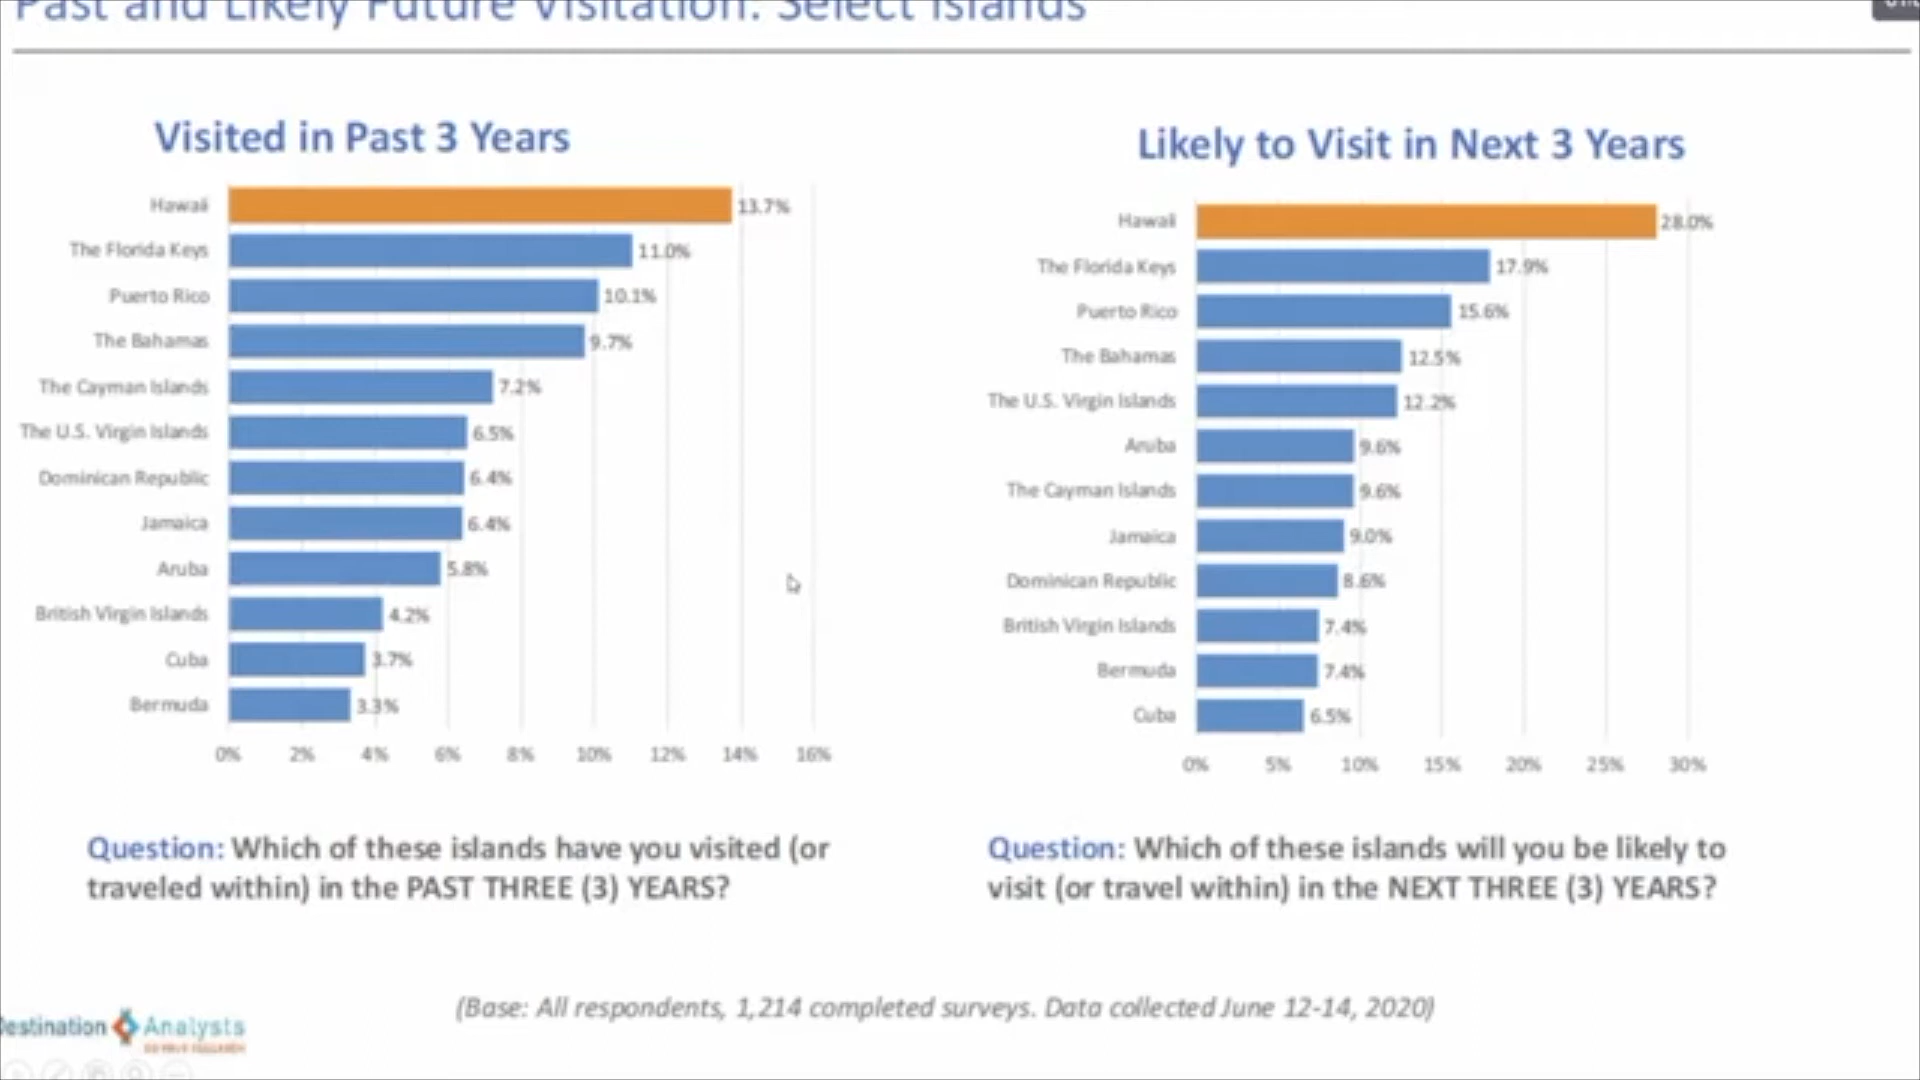 Past and Likely Future Visitation: Select Islands
Visited in Past 3 Years
Hawaii
13.7%
The Florida Keys
11.0%
Puerto Rico
10.1%
The Bahamas
9.7%
The Cayman Islands
7.2%
The U.S. Virgin Islands
6.5%
Dominican Republic
6.4%
Jamaica
6.4%
Aruba
5.8%
British Virgin Islands
4.2%
Cuba
3.7%
Bermuda
3.3%
0% 2% 4% 6% 8% 10% 12% 14% 16%
Question: Which of these islands have you visited (or
traveled within) in the PAST THREE (3) YEARS?
Likely to Visit in Next 3 Years
Hawaii
28.0%
The Florida Keys
17.9%
Puerto Rico
15.6%
The Bahamas
12.5%
The U.S. Virgin Islands
12.2%
Aruba
9.6%
The Cayman Islands
9.6%
Jamaica
9.0%
Dominican Republic
8.6%
British Virgin Islands
7.4%
Bermuda
7.4%
Cuba
6.5%
0% 5% 10% 15% 20% 25% 30%
Question: Which of these islands will you be likely to
visit (or travel within) in the NEXT THREE (3) YEARS?
(Base: All respondents, 1,214 completed surveys. Data collected June 12-14, 2020)
Destination Analysts